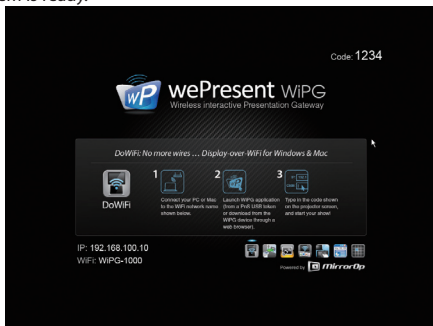 Code: 1234
wP wePresent WiPG
Wireless interactive Presentation Gateway
DoWiFi: No more wires ... Display-over-WiFi for Windows & Mac
1 2 3
DoWiFi
Connect your PC or Mac
to the WiFi network name
shown below.
Launch WiPG application
(from a PnS USB token
or download from the
WiPG device through a
web browser).
Type in the code shown
on the projector screen,
and start your show!
IP: 192.168.100.10
WiFi: WiPG-1000
Powered by MirrorOp